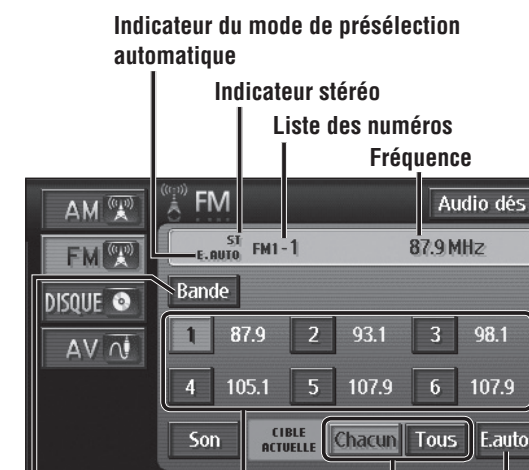 Indicateur du mode de présélection
automatique
Indicateur stéréo
Liste des numéros
Fréquence
AM
FM
Audio dés
FM
ST
E.AUTO
FM1-1
87.9 MHz
DISQUE
Bande
AV
1 87.9 2 93.1 3 98.1
4 105.1 5 107.9 6 107.9
Son
CIBLE
ACTUELLE
Chacun
Tous
E.auto